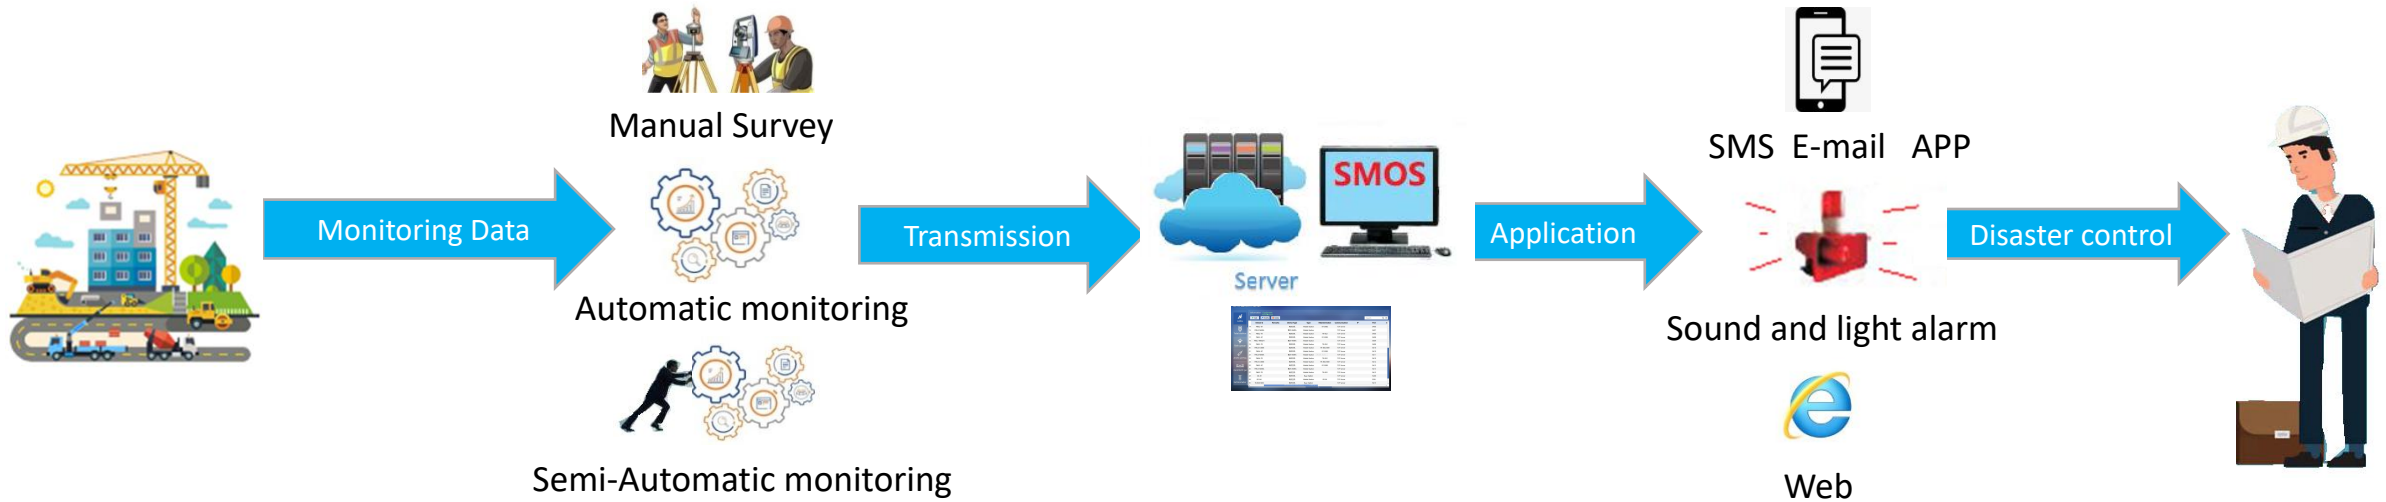 Manual Survey
Monitoring Data
Automatic monitoring
Semi-Automatic monitoring
Transmission
SMOS
Server
Application
SMS E-mail APP
Sound and light alarm
Web
Disaster control